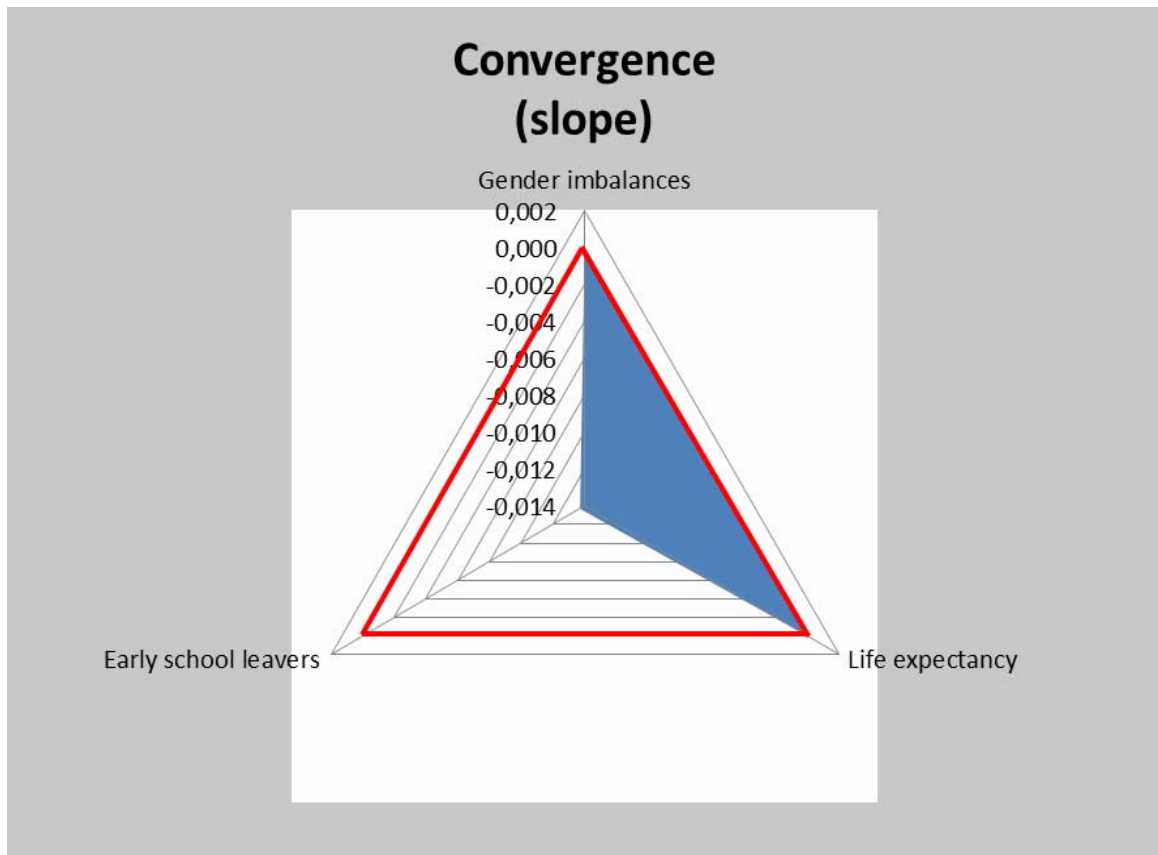 Convergence
(slope)
Gender imbalances
0,002
0,000
-0,002
-0,004
-0,006
-0,008
-0,010
-0,012
-0,014
Early school leavers
Life expectancy